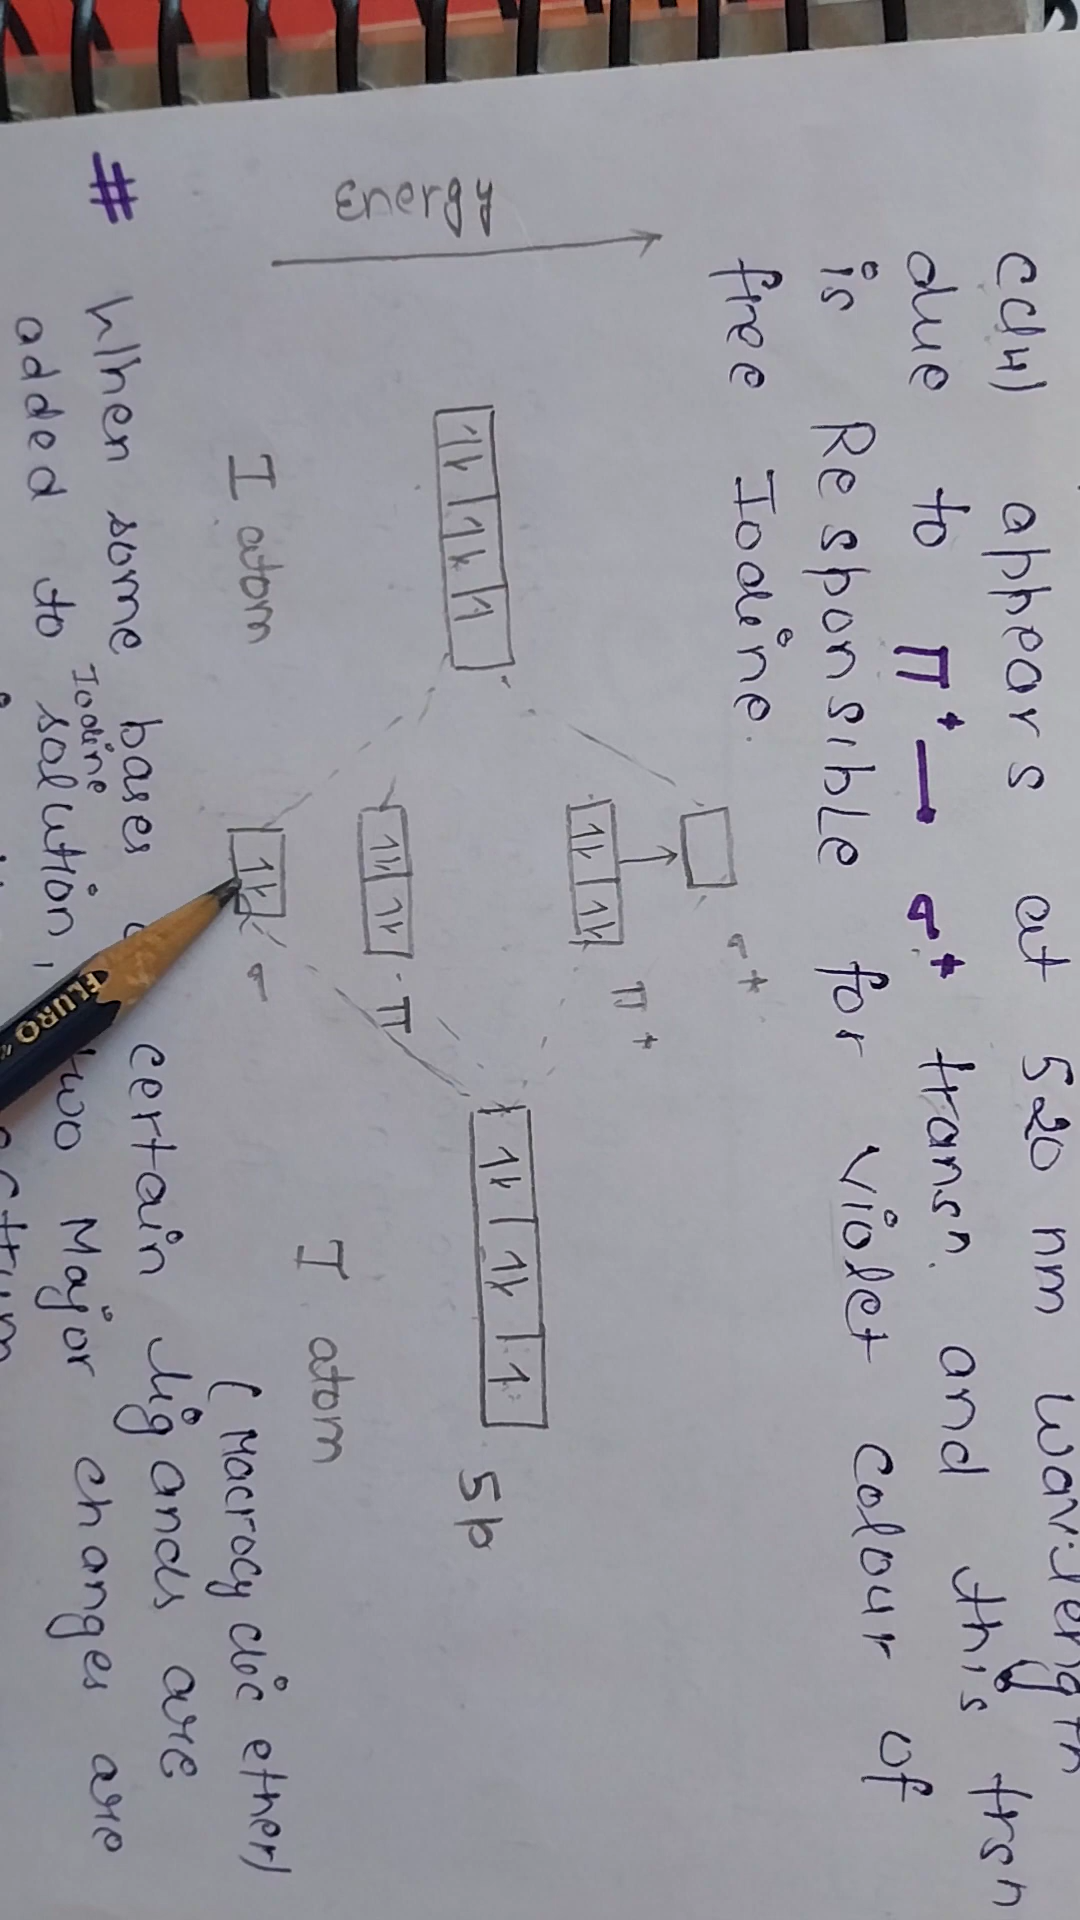 CCl4) appears at 520 nm wavelength
due to π* — σ* transⁿ. and this trsn
is Responsible for violet colour of
free Iodine.
Energy
σ*
π*
5p
π
σ
I atom
I atom
(Macrocyclic ether)
# When some bases certain ligands are
Iodine
added to solution, two Major changes are
FLURO